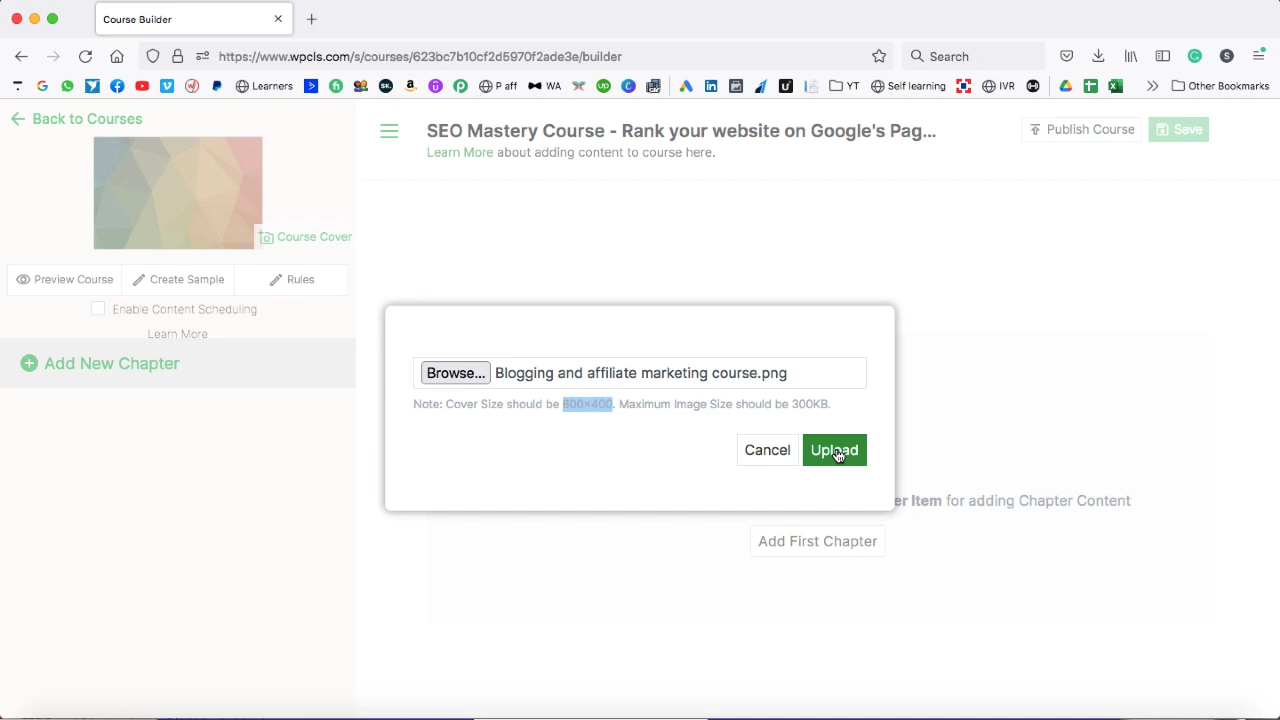 Course Builder
https://www.wpcls.com/s/courses/623bc7b10cf2d5970f2ade3e/builder
Search
Learners
P aff
WA
YT
Self learning
IVR
Other Bookmarks
Back to Courses
SEO Mastery Course - Rank your website on Google's Pag...
Publish Course
Save
Learn More about adding content to course here.
Course Cover
Preview Course
Create Sample
Rules
Enable Content Scheduling
Learn More
Add New Chapter
Browse... Blogging and affiliate marketing course.png
Note: Cover Size should be 600×400. Maximum Image Size should be 300KB.
Cancel
Upload
er Item for adding Chapter Content
Add First Chapter